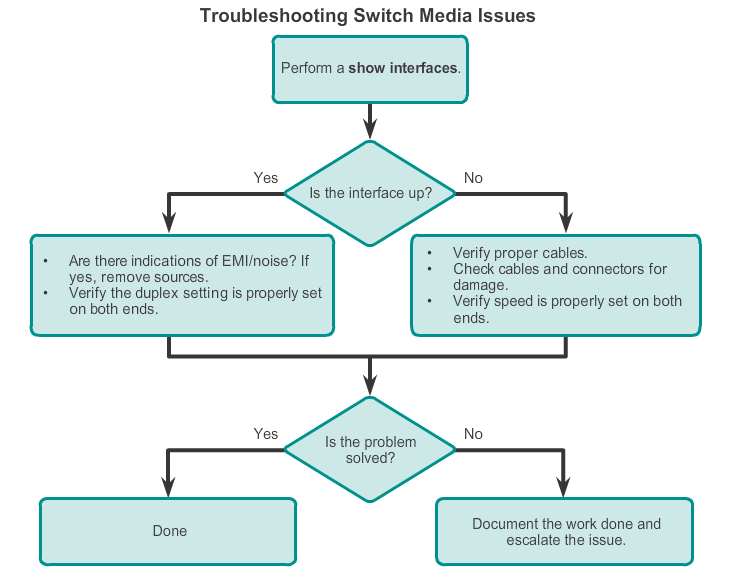 Troubleshooting Switch Media Issues
Perform a show interfaces.
Is the interface up?
Yes
No
• Are there indications of EMI/noise? If
yes, remove sources.
• Verify the duplex setting is properly set
on both ends.
• Verify proper cables.
• Check cables and connectors for
damage.
• Verify speed is properly set on both
ends.
Is the problem
solved?
Yes
No
Done
Document the work done and
escalate the issue.